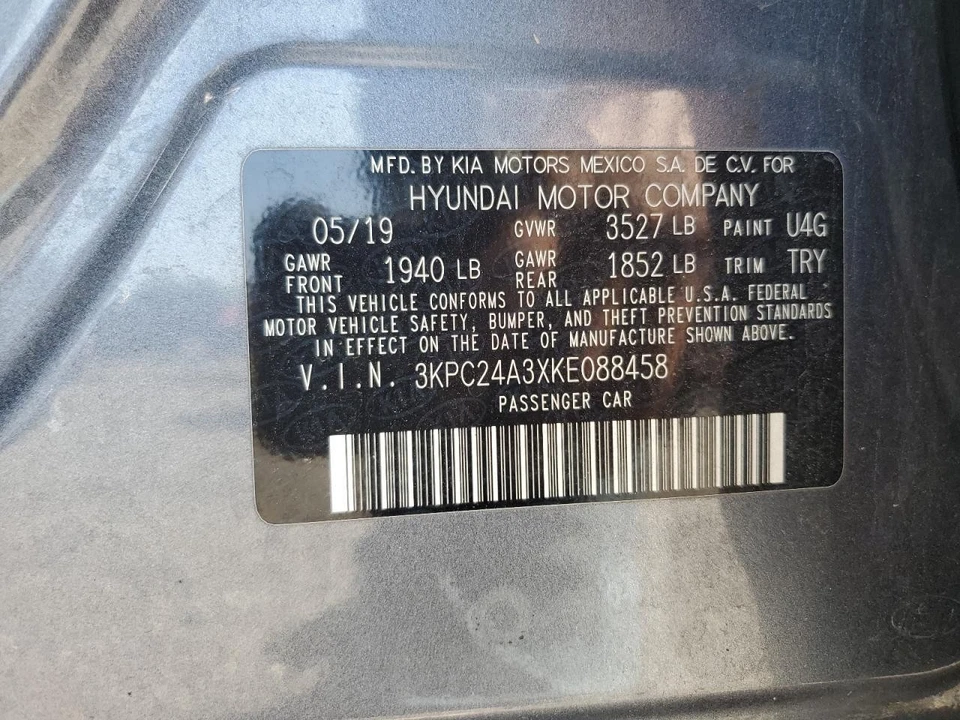 MFD. BY KIA MOTORS MEXICO S.A. DE C.V. FOR
HYUNDAI MOTOR COMPANY
05/19 GVWR 3527 LB PAINT U4G
GAWR FRONT 1940 LB GAWR REAR 1852 LB TRIM TRY
THIS VEHICLE CONFORMS TO ALL APPLICABLE U.S.A. FEDERAL
MOTOR VEHICLE SAFETY, BUMPER, AND THEFT PREVENTION STANDARDS
IN EFFECT ON THE DATE OF MANUFACTURE SHOWN ABOVE.
V.I.N. 3KPC24A3XKE088458
PASSENGER CAR